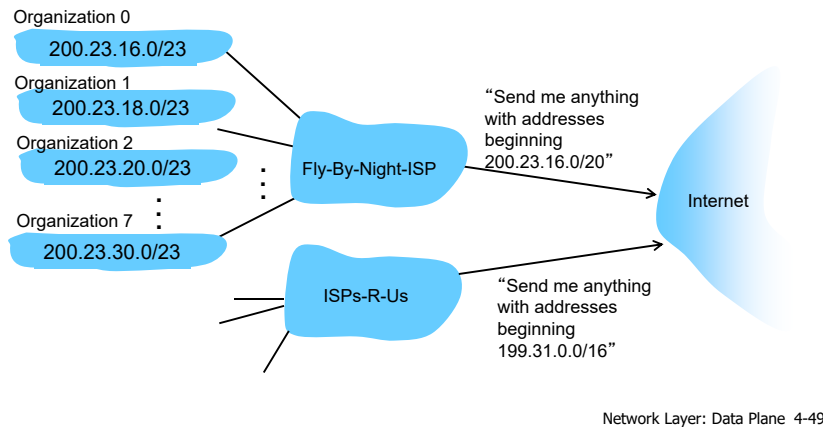 Organization 0
200.23.16.0/23
Organization 1
200.23.18.0/23
Organization 2
200.23.20.0/23
Organization 7
200.23.30.0/23
Fly-By-Night-ISP
“Send me anything
with addresses
beginning
200.23.16.0/20”
Internet
ISPs-R-Us
“Send me anything
with addresses
beginning
199.31.0.0/16”
Network Layer: Data Plane 4-49